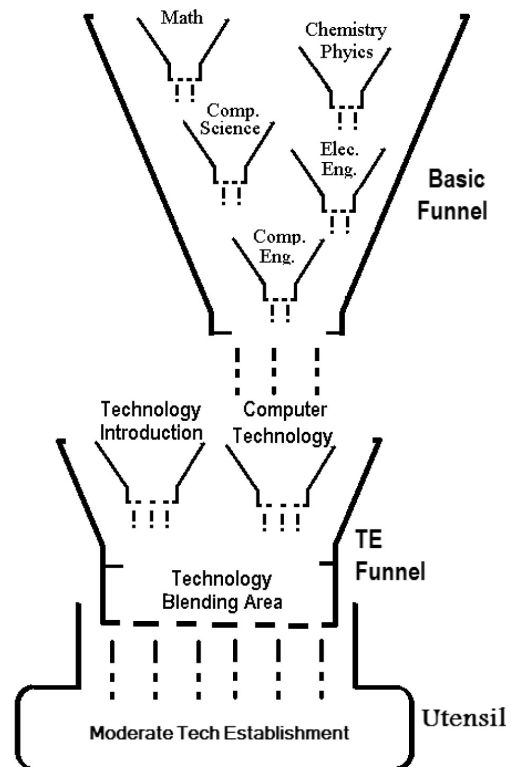 Math
Chemistry
Phyics
Comp.
Science
Elec.
Eng.
Basic
Funnel
Comp.
Eng.
Technology
Introduction
Computer
Technology
TE
Funnel
Technology
Blending Area
Utensil
Moderate Tech Establishment